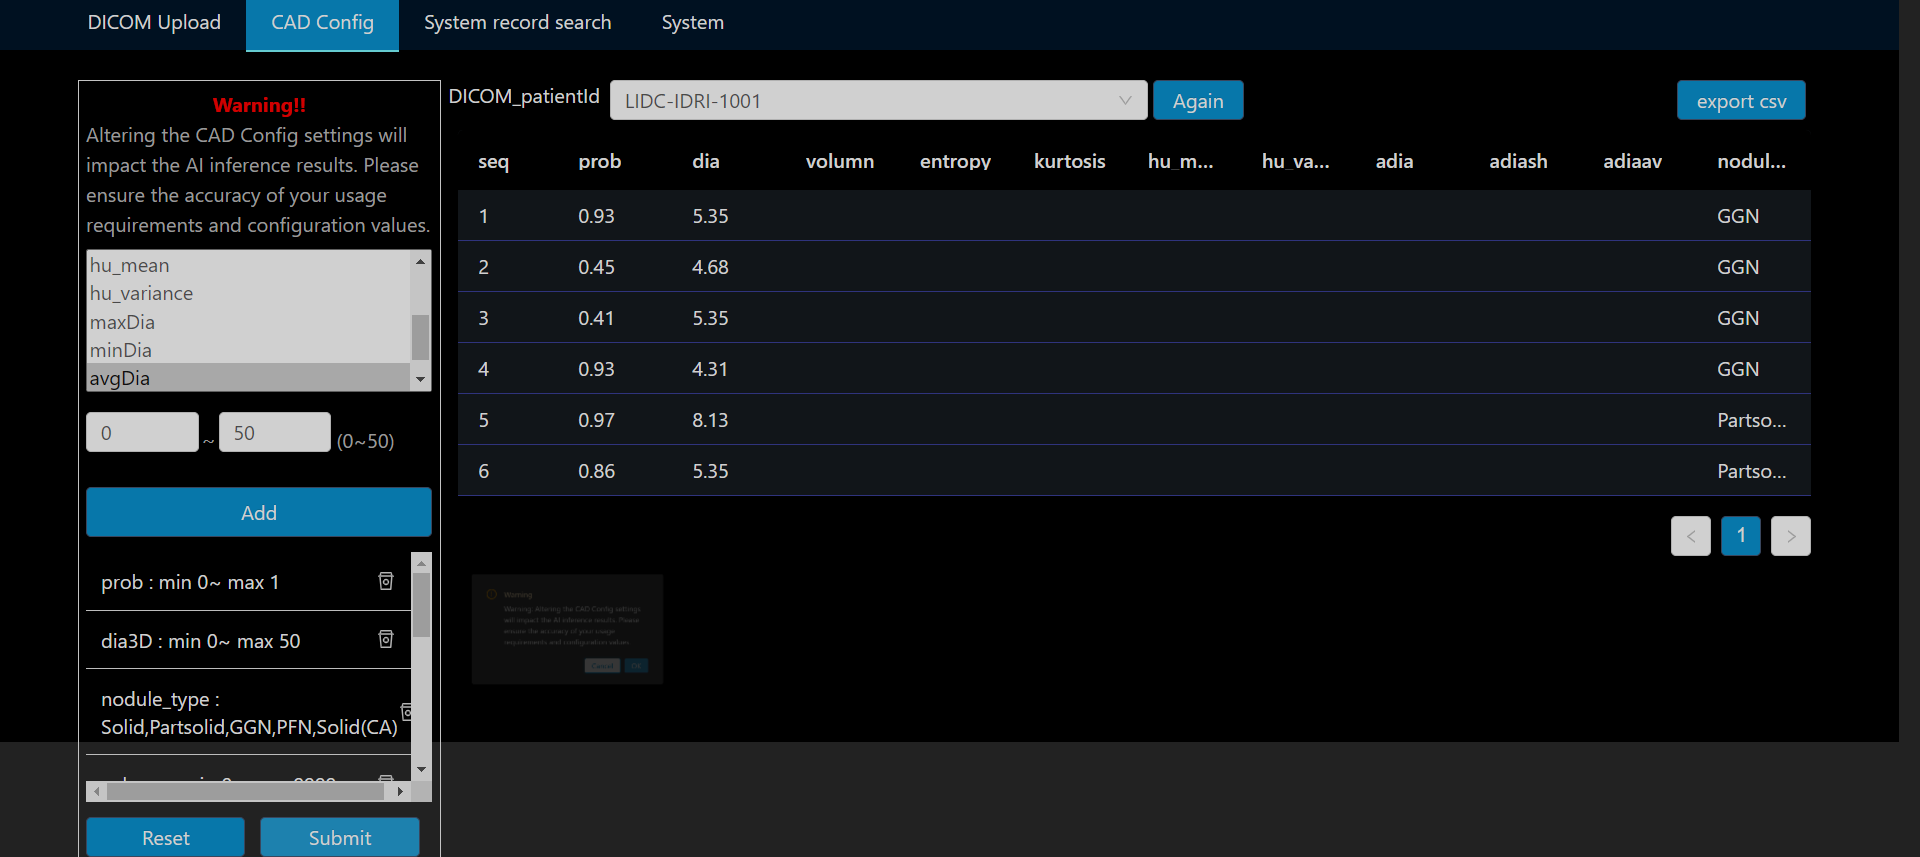 DICOM Upload CAD Config System record search System
Warning!!
Altering the CAD Config settings will
impact the AI inference results. Please
ensure the accuracy of your usage
requirements and configuration values.
hu_mean
hu_variance
maxDia
minDia
avgDia
0 ~ 50 (0~50)
Add
prob : min 0~ max 1
dia3D : min 0~ max 50
nodule_type :
Solid,Partsolid,GGN,PFN,Solid(CA)
Reset Submit
DICOM_patientId LIDC-IDRI-1001 Again export csv
seq prob dia volumn entropy kurtosis hu_m... hu_va... adia adiash adiaav nodul...
1 0.93 5.35 GGN
2 0.45 4.68 GGN
3 0.41 5.35 GGN
4 0.93 4.31 GGN
5 0.97 8.13 Partso...
6 0.86 5.35 Partso...
< 1 >
Warning
Warning: Altering the CAD Config settings
will impact the AI inference results. Please
ensure the accuracy of your usage
requirements and configuration values.
Cancel OK